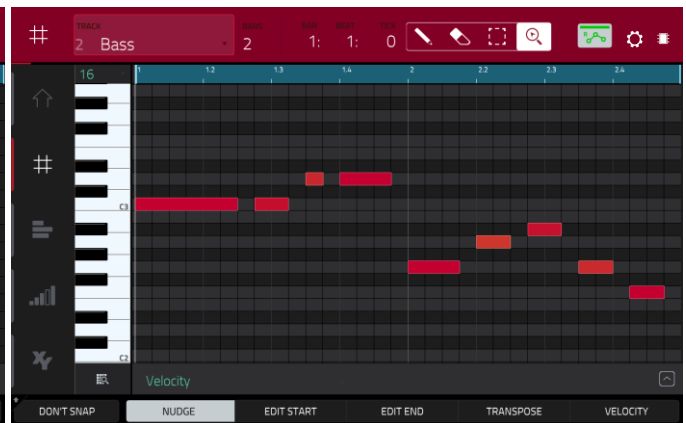 TRACK BARS BAR BEAT TICK
2 Bass 2 1: 1: 0
16 1 1.2 1.3 1.4 2 2.2 2.3 2.4
C3
XY
C2
Velocity
DON'T SNAP NUDGE EDIT START EDIT END TRANSPOSE VELOCITY